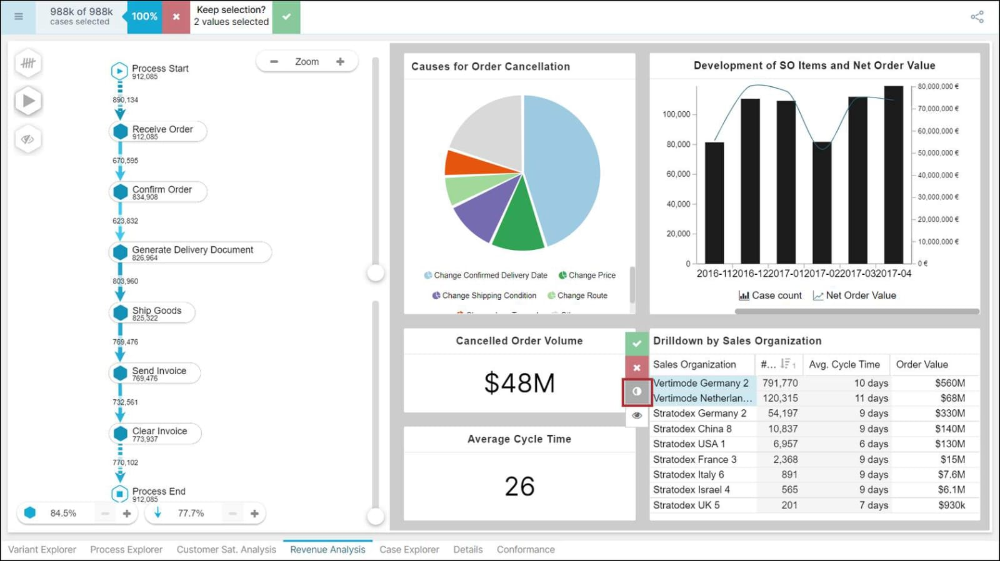 988k of 988k
cases selected
100%
Keep selection?
2 values selected
Zoom
Process Start
912,085
890,134
Receive Order
912,085
670,595
Confirm Order
834,908
623,832
Generate Delivery Document
826,964
803,960
Ship Goods
825,322
769,476
Send Invoice
769,476
732,561
Clear Invoice
773,937
770,102
Process End
912,085
84.5%
77.7%
Causes for Order Cancellation
Change Confirmed Delivery Date
Change Price
Change Shipping Condition
Change Route
Development of SO Items and Net Order Value
100,000
80,000
60,000
40,000
20,000
0
80,000,000 €
70,000,000 €
60,000,000 €
50,000,000 €
40,000,000 €
30,000,000 €
20,000,000 €
10,000,000 €
0 €
2016-11 2016-12 2017-01 2017-02 2017-03 2017-04
Case count Net Order Value
Cancelled Order Volume
$48M
Average Cycle Time
26
Drilldown by Sales Organization
Sales Organization #... 1 Avg. Cycle Time Order Value
Vertimode Germany 2 791,770 10 days $560M
Vertimode Netherlan... 120,315 11 days $68M
Stratodex Germany 2 54,197 9 days $330M
Stratodex China 8 10,837 9 days $140M
Stratodex USA 1 6,957 6 days $130M
Stratodex France 3 2,368 9 days $15M
Stratodex Italy 6 891 9 days $7.6M
Stratodex Israel 4 565 9 days $6.1M
Stratodex UK 5 201 7 days $930k
Variant Explorer Process Explorer Customer Sat. Analysis Revenue Analysis Case Explorer Details Conformance